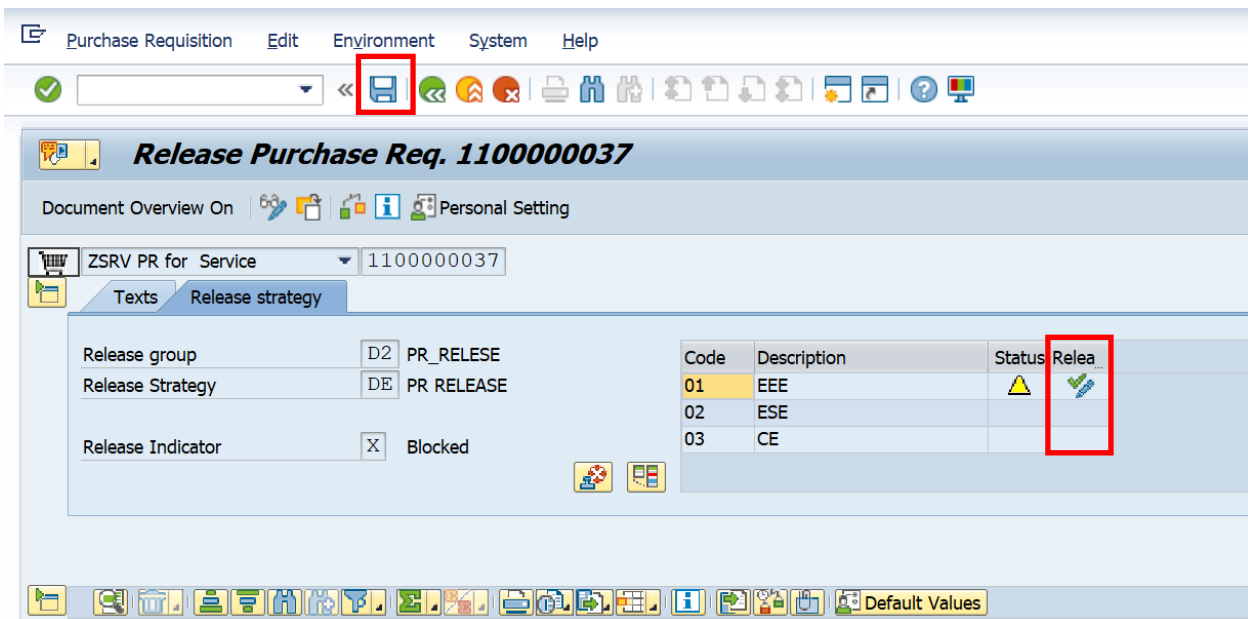 Purchase Requisition Edit Environment System Help
Release Purchase Req. 1100000037
Document Overview On Personal Setting
ZSRV PR for Service 1100000037
Texts Release strategy
Release group D2 PR_RELESE
Release Strategy DE PR RELEASE
Release Indicator X Blocked
Code Description Status Relea...
01 EEE
02 ESE
03 CE
Default Values